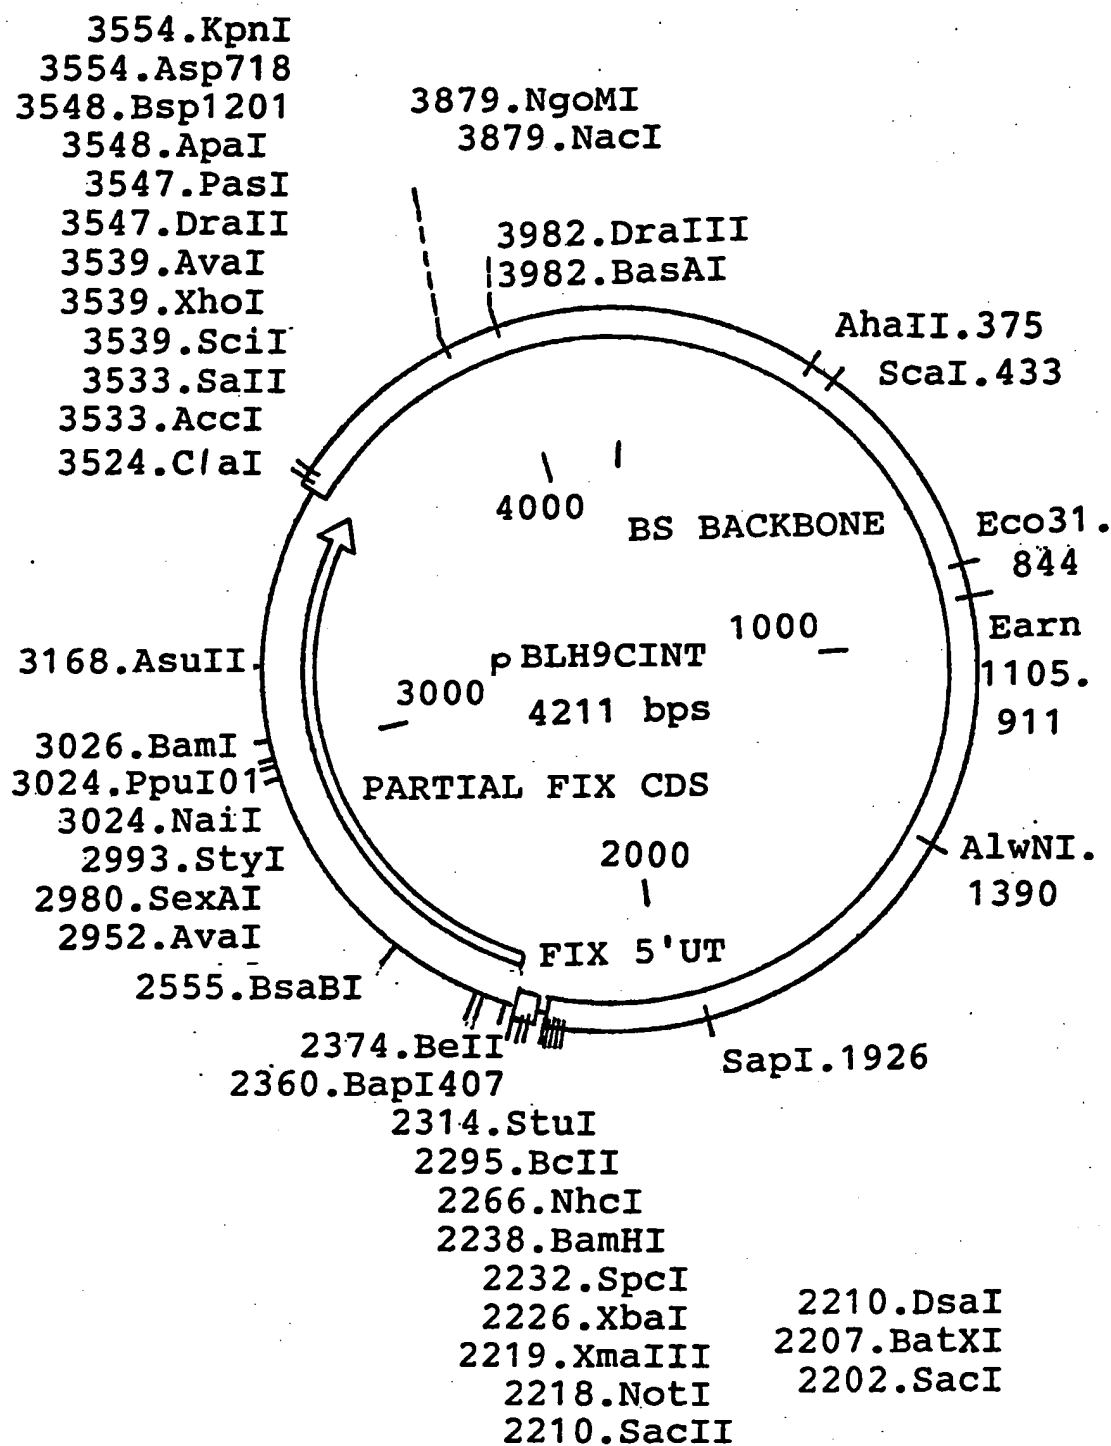 3554.KpnI
3554.Asp718
3548.Bsp1201
3548.ApaI
3547.PasI
3547.DraII
3539.AvaI
3539.XhoI
3539.SciI
3533.SaII
3533.AccI
3524.ClaI
3879.NgoMI
3879.NacI
3982.DraIII
3982.BasAI
AhaII.375
ScaI.433
4000
BS BACKBONE
Eco31.
844
1000
Earn
1105.
911
3168.AsuII
pBLH9CINT
3000
4211 bps
3026.BamI
3024.PpuI01
3024.NaiI
2993.StyI
2980.SexAI
2952.AvaI
PARTIAL FIX CDS
2000
AlwNI.
1390
FIX 5'UT
2555.BsaBI
SapI.1926
2374.BeII
2360.BapI407
2314.StuI
2295.BcII
2266.NhcI
2238.BamHI
2232.SpcI
2226.XbaI
2219.XmaIII
2218.NotI
2210.SacII
2210.DsaI
2207.BatXI
2202.SacI